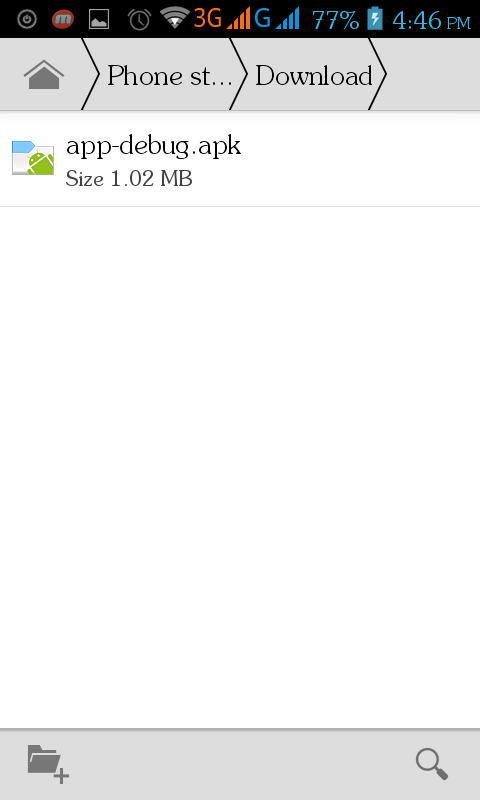 3G G 77% 4:46 PM
Phone st... Download
app-debug.apk
Size 1.02 MB